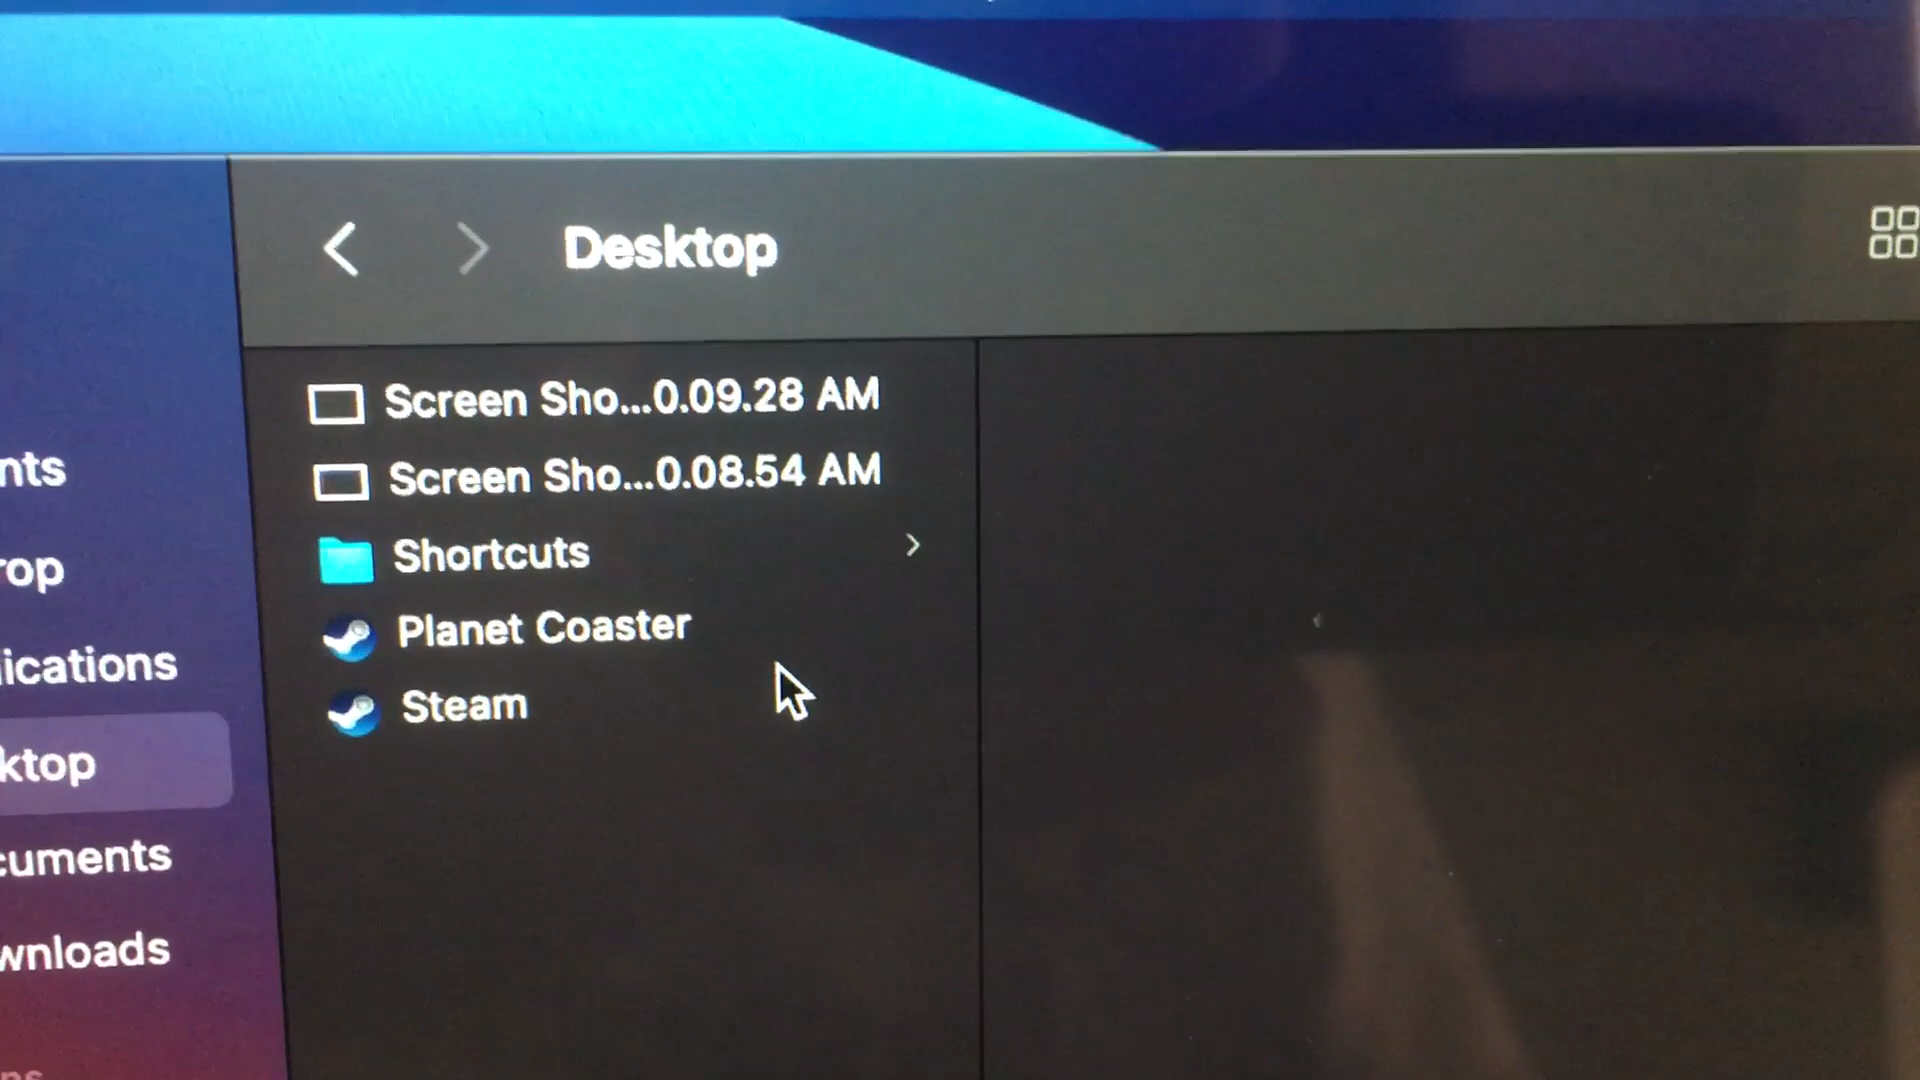 Desktop
Screen Sho...0.09.28 AM
Screen Sho...0.08.54 AM
Shortcuts
Planet Coaster
Steam
nts
rop
lications
ktop
cuments
wnloads